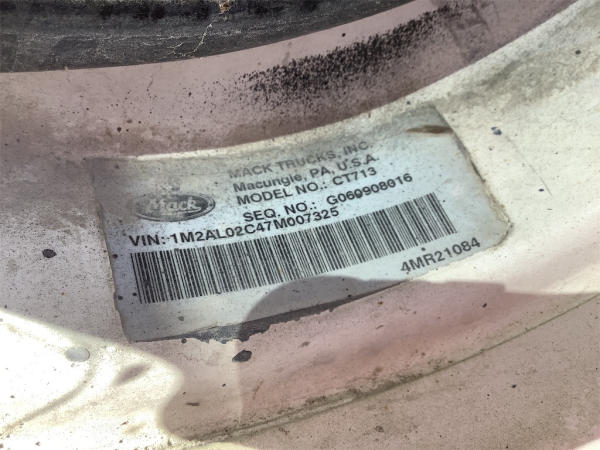 Mack
MACK TRUCKS, INC.
Macungie, PA, U.S.A.
MODEL NO.: CT713
SEQ. NO.: G060908016
VIN: 1M2AL02C47M007325
4MR21084